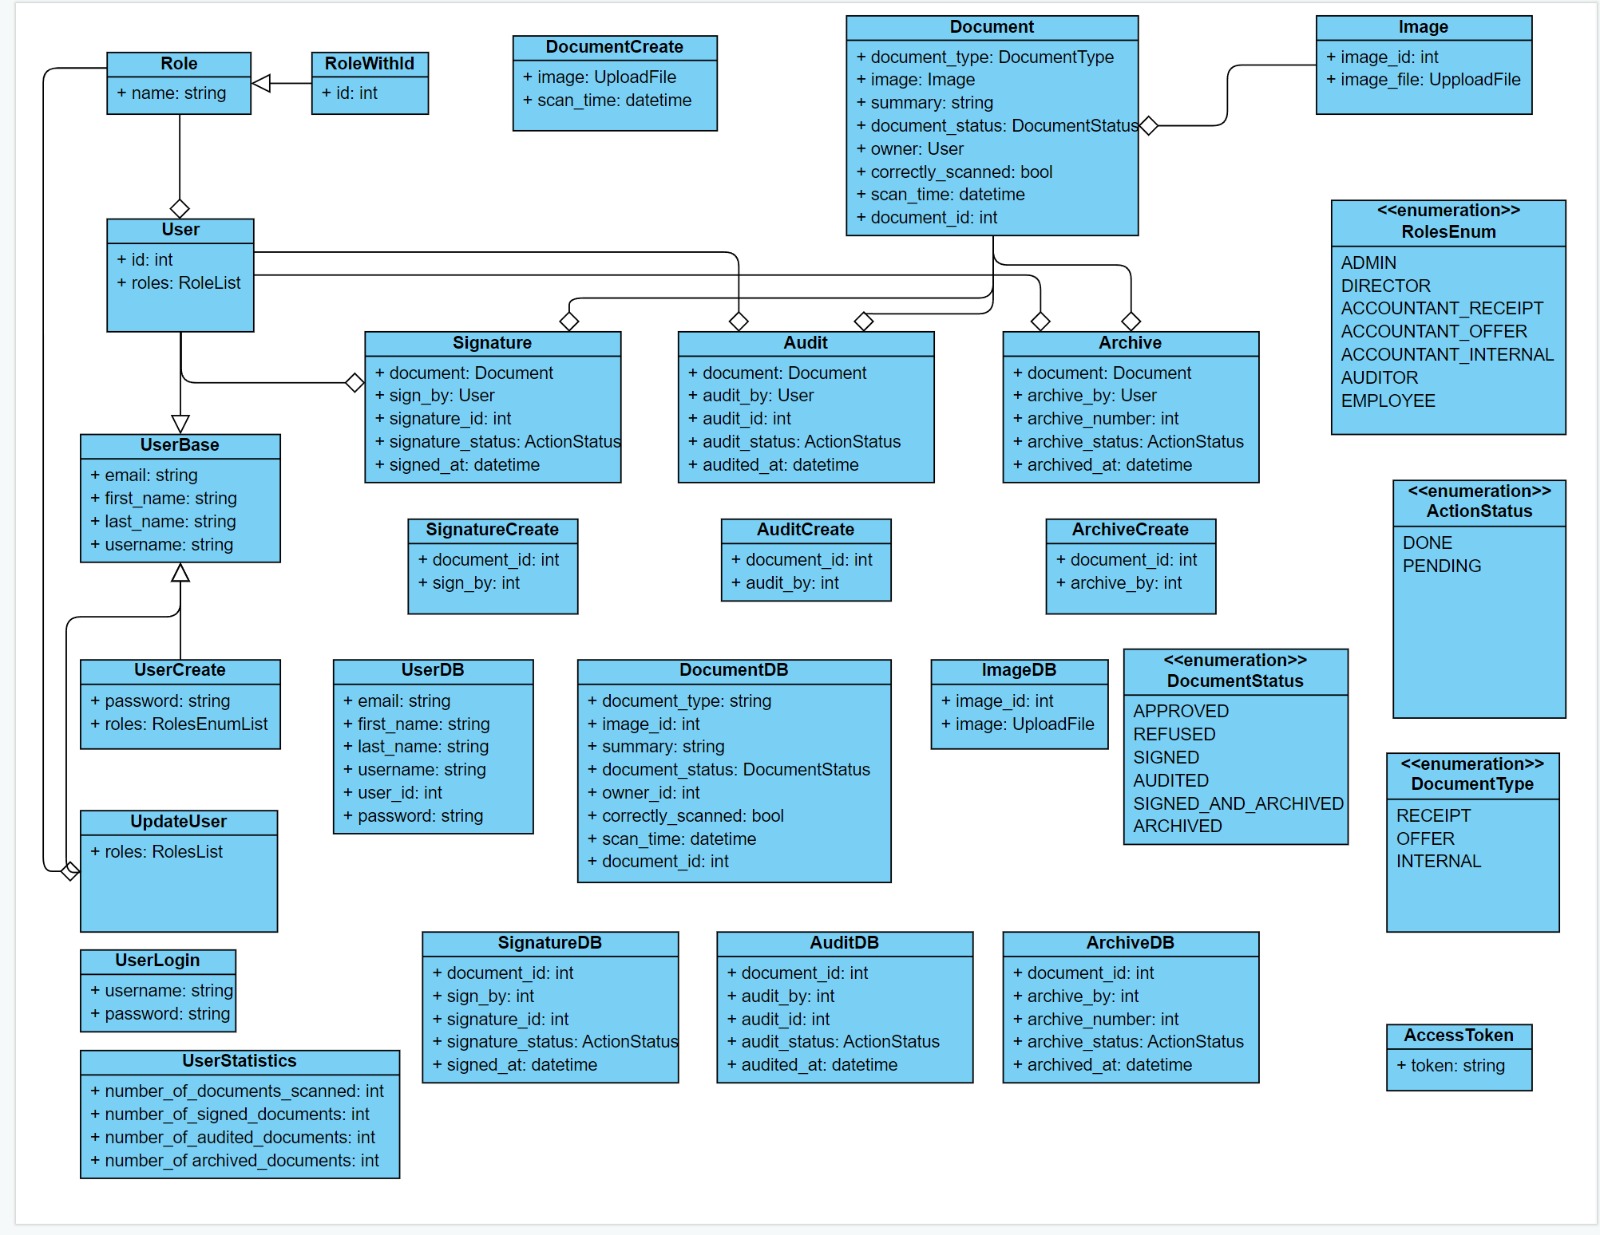 Role
+ name: string
RoleWithId
+ id: int
DocumentCreate
+ image: UploadFile
+ scan_time: datetime
Document
+ document_type: DocumentType
+ image: Image
+ summary: string
+ document_status: DocumentStatus
+ owner: User
+ correctly_scanned: bool
+ scan_time: datetime
+ document_id: int
Image
+ image_id: int
+ image_file: UpploadFile
<<enumeration>>
RolesEnum
ADMIN
DIRECTOR
ACCOUNTANT_RECEIPT
ACCOUNTANT_OFFER
ACCOUNTANT_INTERNAL
AUDITOR
EMPLOYEE
User
+ id: int
+ roles: RoleList
Signature
+ document: Document
+ sign_by: User
+ signature_id: int
+ signature_status: ActionStatus
+ signed_at: datetime
Audit
+ document: Document
+ audit_by: User
+ audit_id: int
+ audit_status: ActionStatus
+ audited_at: datetime
Archive
+ document: Document
+ archive_by: User
+ archive_number: int
+ archive_status: ActionStatus
+ archived_at: datetime
UserBase
+ email: string
+ first_name: string
+ last_name: string
+ username: string
<<enumeration>>
ActionStatus
DONE
PENDING
SignatureCreate
+ document_id: int
+ sign_by: int
AuditCreate
+ document_id: int
+ audit_by: int
ArchiveCreate
+ document_id: int
+ archive_by: int
UserCreate
+ password: string
+ roles: RolesEnumList
UserDB
+ email: string
+ first_name: string
+ last_name: string
+ username: string
+ user_id: int
+ password: string
DocumentDB
+ document_type: string
+ image_id: int
+ summary: string
+ document_status: DocumentStatus
+ owner_id: int
+ correctly_scanned: bool
+ scan_time: datetime
+ document_id: int
ImageDB
+ image_id: int
+ image: UploadFile
<<enumeration>>
DocumentStatus
APPROVED
REFUSED
SIGNED
AUDITED
SIGNED_AND_ARCHIVED
ARCHIVED
<<enumeration>>
DocumentType
RECEIPT
OFFER
INTERNAL
UpdateUser
+ roles: RolesList
UserLogin
+ username: string
+ password: string
SignatureDB
+ document_id: int
+ sign_by: int
+ signature_id: int
+ signature_status: ActionStatus
+ signed_at: datetime
AuditDB
+ document_id: int
+ audit_by: int
+ audit_id: int
+ audit_status: ActionStatus
+ audited_at: datetime
ArchiveDB
+ document_id: int
+ archive_by: int
+ archive_number: int
+ archive_status: ActionStatus
+ archived_at: datetime
AccessToken
+ token: string
UserStatistics
+ number_of_documents_scanned: int
+ number_of_signed_documents: int
+ number_of_audited_documents: int
+ number_of archived_documents: int